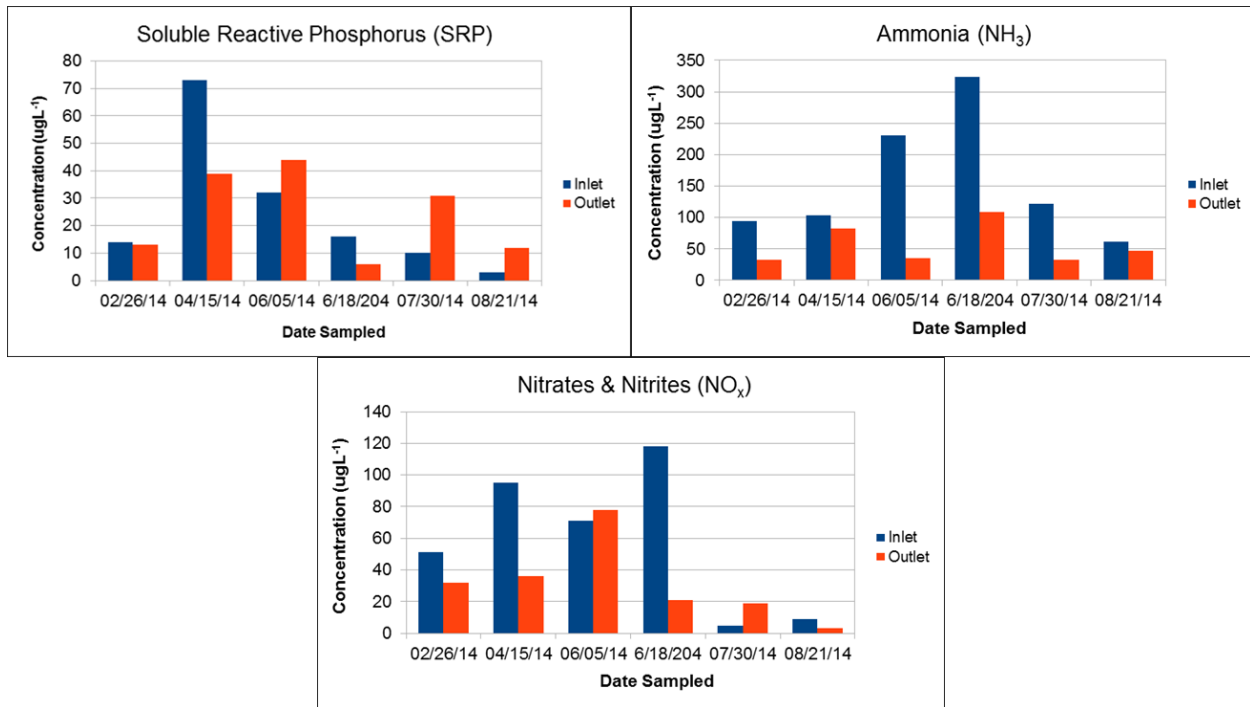 Soluble Reactive Phosphorus (SRP)
80
70
60
50
40
30
20
10
0
Concentration (ugL-1)
02/26/14 04/15/14 06/05/14 6/18/204 07/30/14 08/21/14
Date Sampled
Inlet
Outlet
Ammonia (NH3)
350
300
250
200
150
100
50
0
Concentration (ugL-1)
02/26/14 04/15/14 06/05/14 6/18/204 07/30/14 08/21/14
Date Sampled
Inlet
Outlet
Nitrates & Nitrites (NOx)
140
120
100
80
60
40
20
0
Concentration (ugL-1)
02/26/14 04/15/14 06/05/14 6/18/204 07/30/14 08/21/14
Date Sampled
Inlet
Outlet